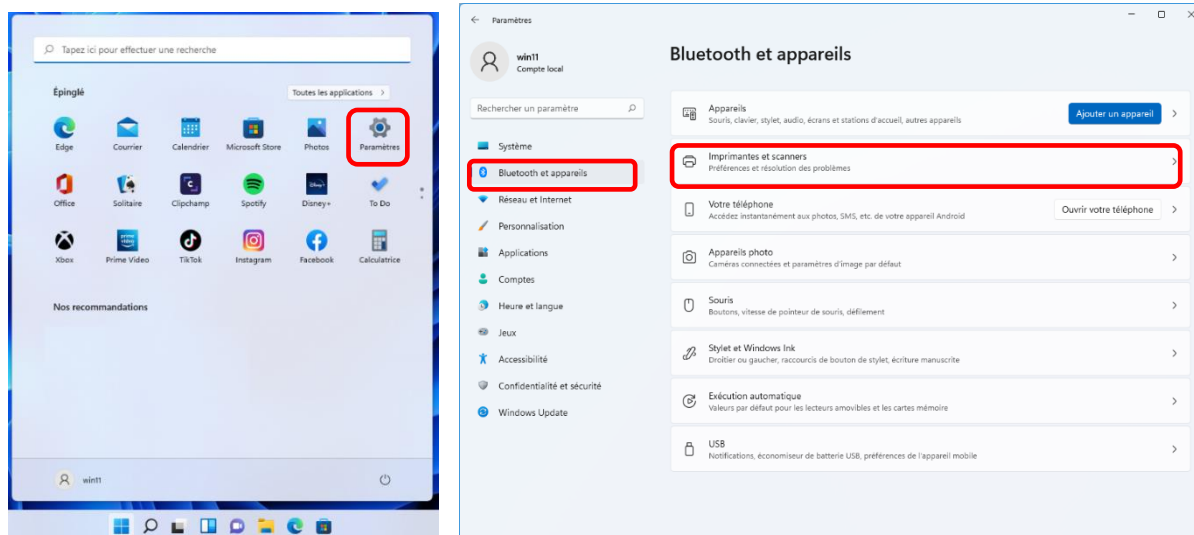 Tapez ici pour effectuer une recherche
Épinglé
Toutes les applications >
Edge
Courrier
Calendrier
Microsoft Store
Photos
Paramètres
Office
Solitaire
Clipchamp
Spotify
Disney+
To Do
Xbox
Prime Video
TikTok
Instagram
Facebook
Calculatrice
Nos recommandations
win11
Paramètres
win11
Compte local
Rechercher un paramètre
Système
Bluetooth et appareils
Réseau et Internet
Personnalisation
Applications
Comptes
Heure et langue
Jeux
Accessibilité
Confidentialité et sécurité
Windows Update
Bluetooth et appareils
Appareils
Souris, clavier, stylet, audio, écrans et stations d'accueil, autres appareils
Ajouter un appareil
Imprimantes et scanners
Préférences et résolution des problèmes
Votre téléphone
Accédez instantanément aux photos, SMS, etc. de votre appareil Android
Ouvrir votre téléphone
Appareils photo
Caméras connectées et paramètres d'image par défaut
Souris
Boutons, vitesse de pointeur de souris, défilement
Stylet et Windows Ink
Droitier ou gaucher, raccourcis de bouton de stylet, écriture manuscrite
Exécution automatique
Valeurs par défaut pour les lecteurs amovibles et les cartes mémoire
USB
Notifications, économiseur de batterie USB, préférences de l'appareil mobile